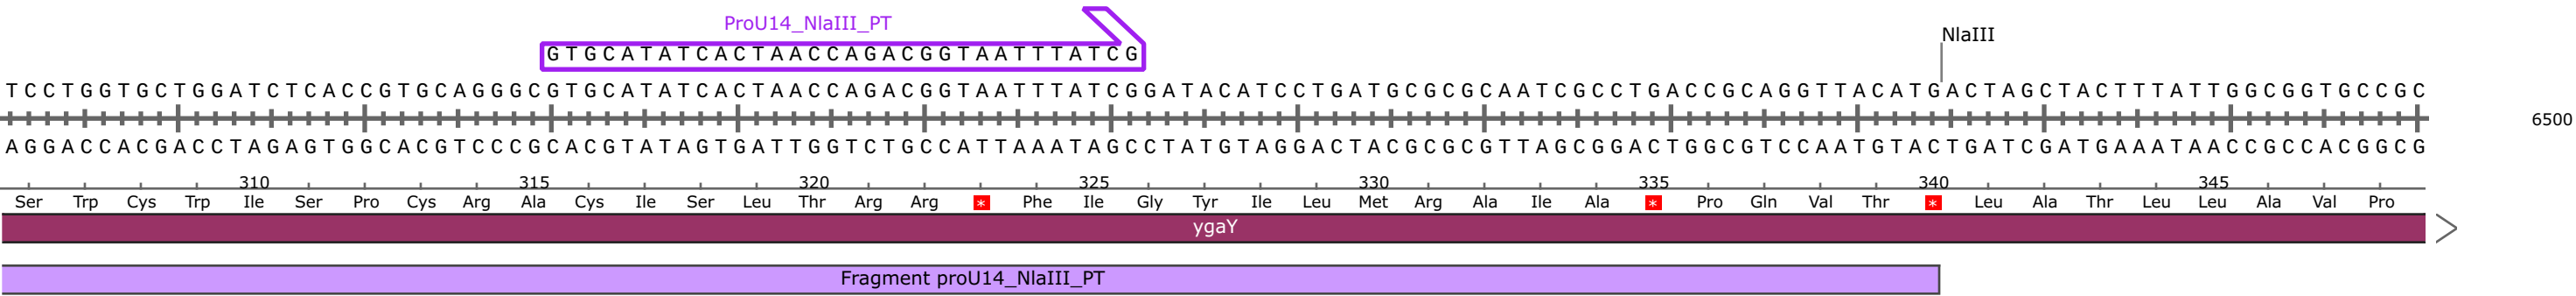 ProU14_NlaIII_PT
NlaIII
GTGCATATCACTAACCAGACGGTAATTTATCG
TCCTGGTGCTGGATCTCACCGTGCAGGGCGTGCATATCACTAACCAGACGGTAATTTATCGGATACATCCTGATGCGCGCAATCGCCTGACCGCAGGTTACATGACTAGCTACTTTATTGGCGGTGCCGC
6500
AGGACCACGACCTAGAGTGGCACGTCCCGCACGTATAGTGATTGGTCTGCCATTAAATAGCCTATGTAGGACTACGCGCGTTAGCGGACTGGCGTCCAATGTACTGATCGATGAAATAACCGCCACGGCG
310 315 320 325 330 335 340 345
Ser Trp Cys Trp Ile Ser Pro Cys Arg Ala Cys Ile Ser Leu Thr Arg Arg * Phe Ile Gly Tyr Ile Leu Met Arg Ala Ile Ala * Pro Gln Val Thr * Leu Ala Thr Leu Leu Ala Val Pro
ygaY
Fragment proU14_NlaIII_PT